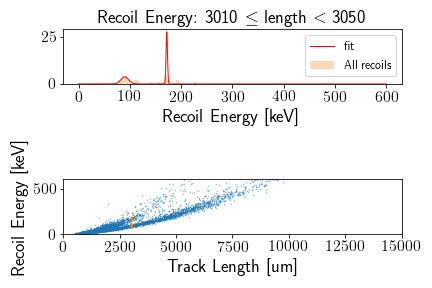 Recoil Energy: 3010 ≤ length < 3050
25
0
fit
All recoils
0 100 200 300 400 500 600
Recoil Energy [keV]
Recoil Energy [keV]
500
0
0 2500 5000 7500 10000 12500 15000
Track Length [um]